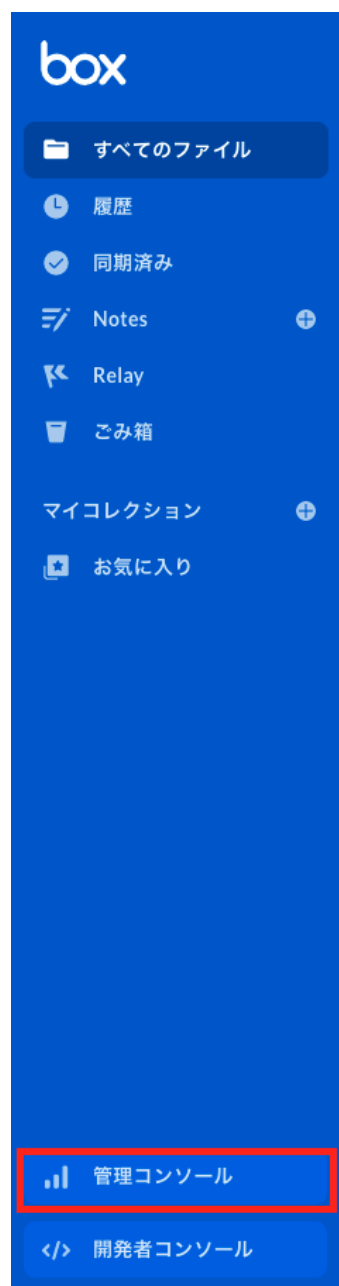 box
すべてのファイル
履歴
同期済み
Notes
Relay
ごみ箱
マイコレクション
お気に入り
管理コンソール
開発者コンソール